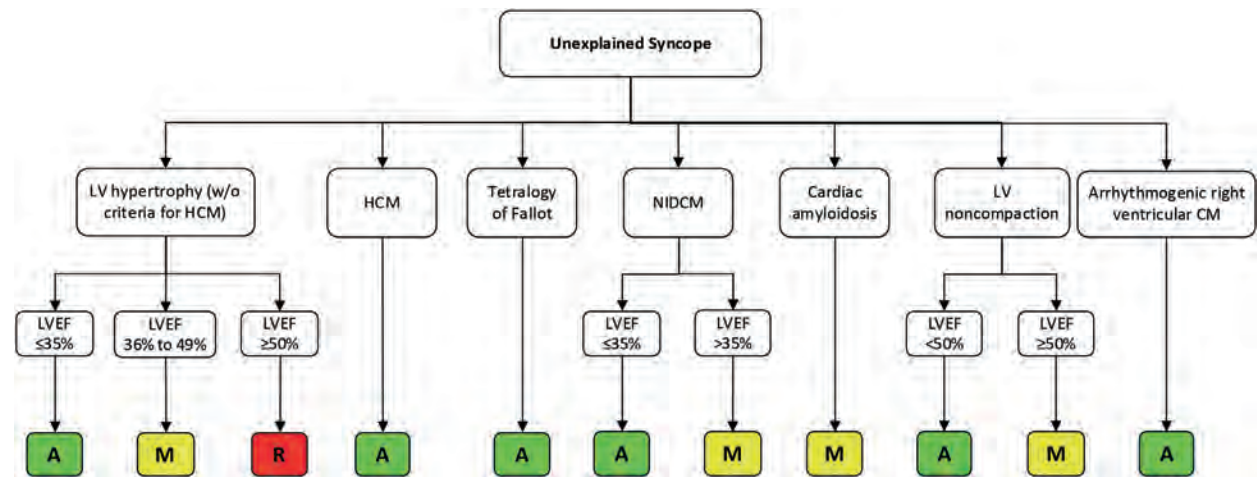 Unexplained Syncope
LV hypertrophy (w/o
criteria for HCM)
HCM
Tetralogy
of Fallot
NIDCM
Cardiac
amyloidosis
LV
noncompaction
Arrhythmogenic right
ventricular CM
LVEF
≤35%
LVEF
36% to 49%
LVEF
≥50%
LVEF
≤35%
LVEF
>35%
LVEF
<50%
LVEF
≥50%
A
M
R
A
A
A
M
M
A
M
A